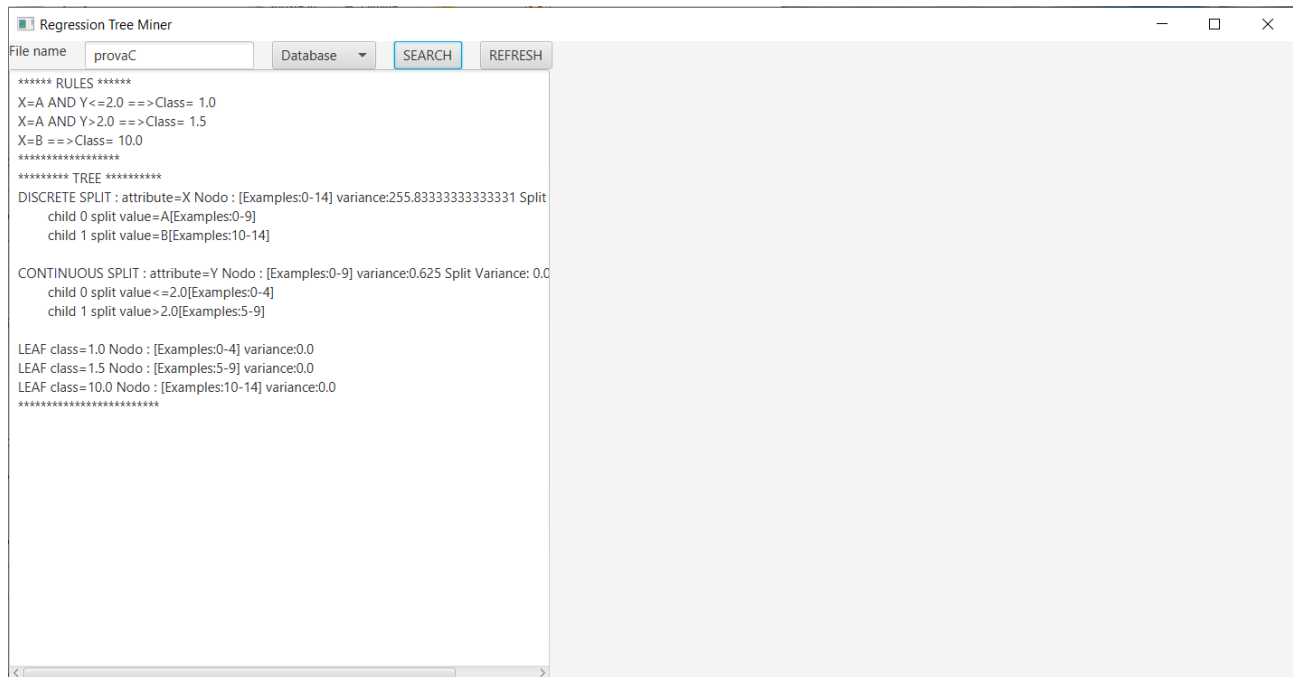 Regression Tree Miner
File name provaC Database SEARCH REFRESH
****** RULES ******
X=A AND Y<=2.0 ==>Class= 1.0
X=A AND Y>2.0 ==>Class= 1.5
X=B ==>Class= 10.0
******************
********* TREE **********
DISCRETE SPLIT : attribute=X Nodo : [Examples:0-14] variance:255.83333333333331 Split
child 0 split value=A[Examples:0-9]
child 1 split value=B[Examples:10-14]
CONTINUOUS SPLIT : attribute=Y Nodo : [Examples:0-9] variance:0.625 Split Variance: 0.0
child 0 split value<=2.0[Examples:0-4]
child 1 split value>2.0[Examples:5-9]
LEAF class=1.0 Nodo : [Examples:0-4] variance:0.0
LEAF class=1.5 Nodo : [Examples:5-9] variance:0.0
LEAF class=10.0 Nodo : [Examples:10-14] variance:0.0
*************************